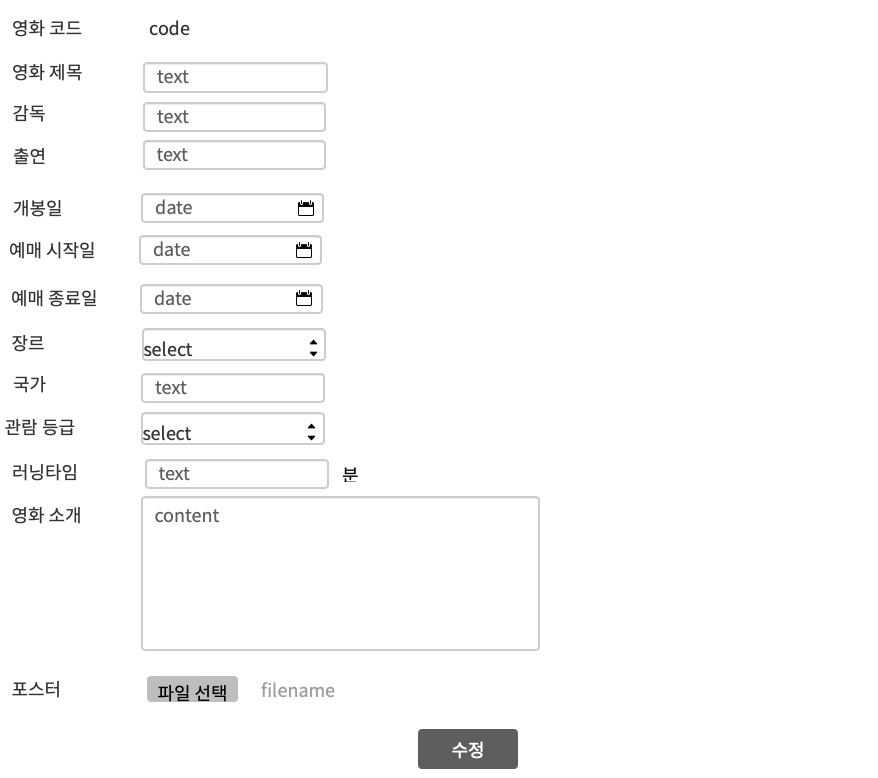 영화 코드 code
영화 제목 text
감독 text
출연 text
개봉일 date
예매 시작일 date
예매 종료일 date
장르 select
국가 text
관람 등급 select
러닝타임 text 분
영화 소개 content
포스터 파일 선택 filename
수정